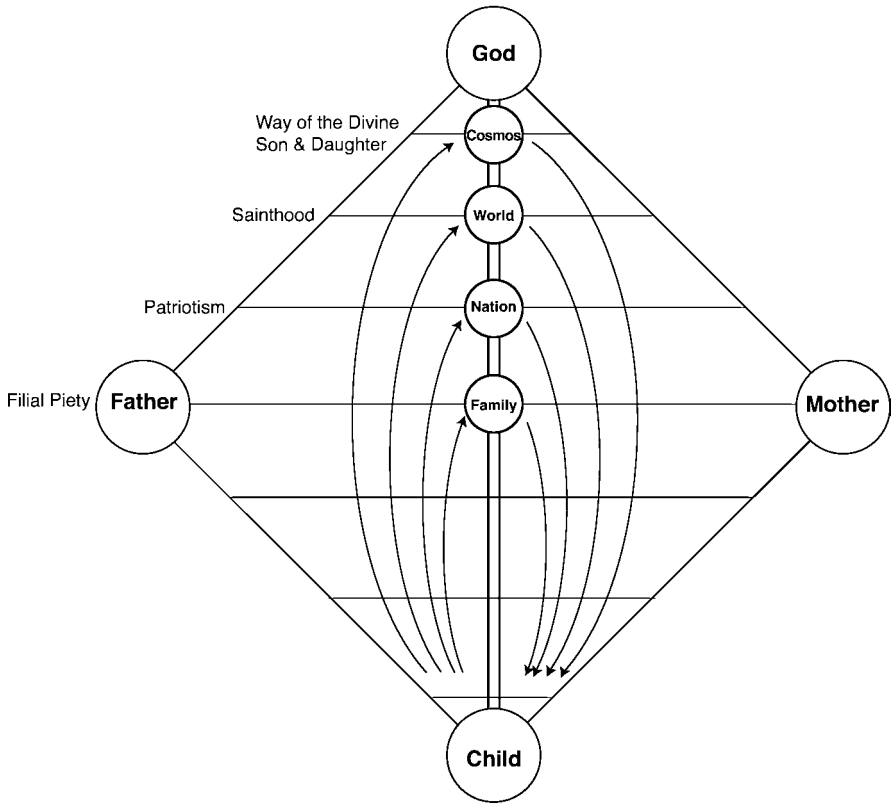 God
Way of the Divine
Son & Daughter
Cosmos
Sainthood
World
Patriotism
Nation
Filial Piety
Father
Family
Mother
Child